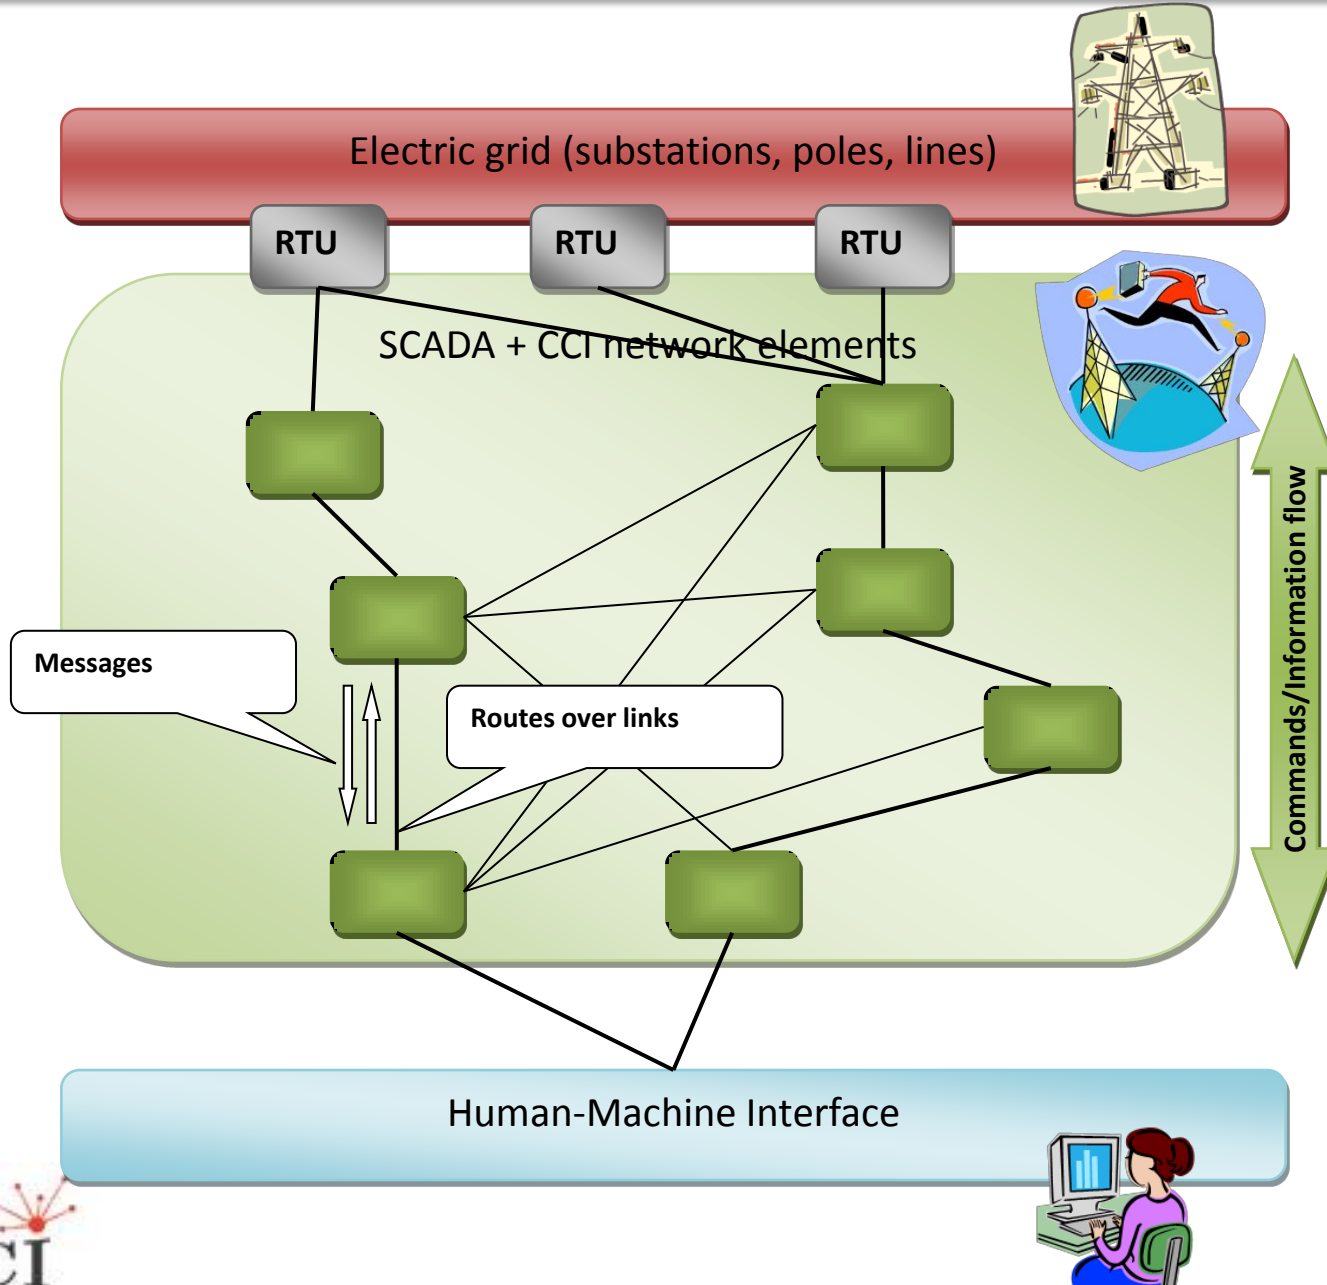 Electric grid (substations, poles, lines)
RTU
RTU
RTU
SCADA + CCI network elements
Commands/Information flow
Messages
Routes over links
Human-Machine Interface
CI